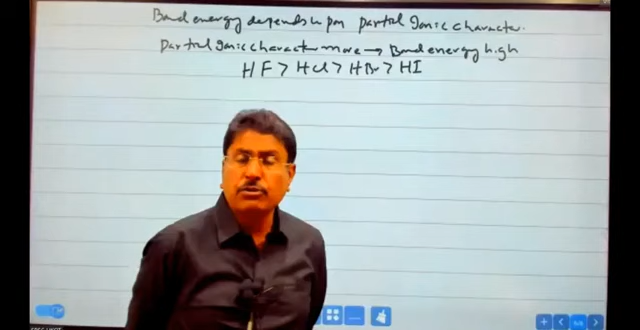 Bond energy depends upon partial ionic character.
Partial ionic character more → Bond energy high
HF > HCl > HBr > HI